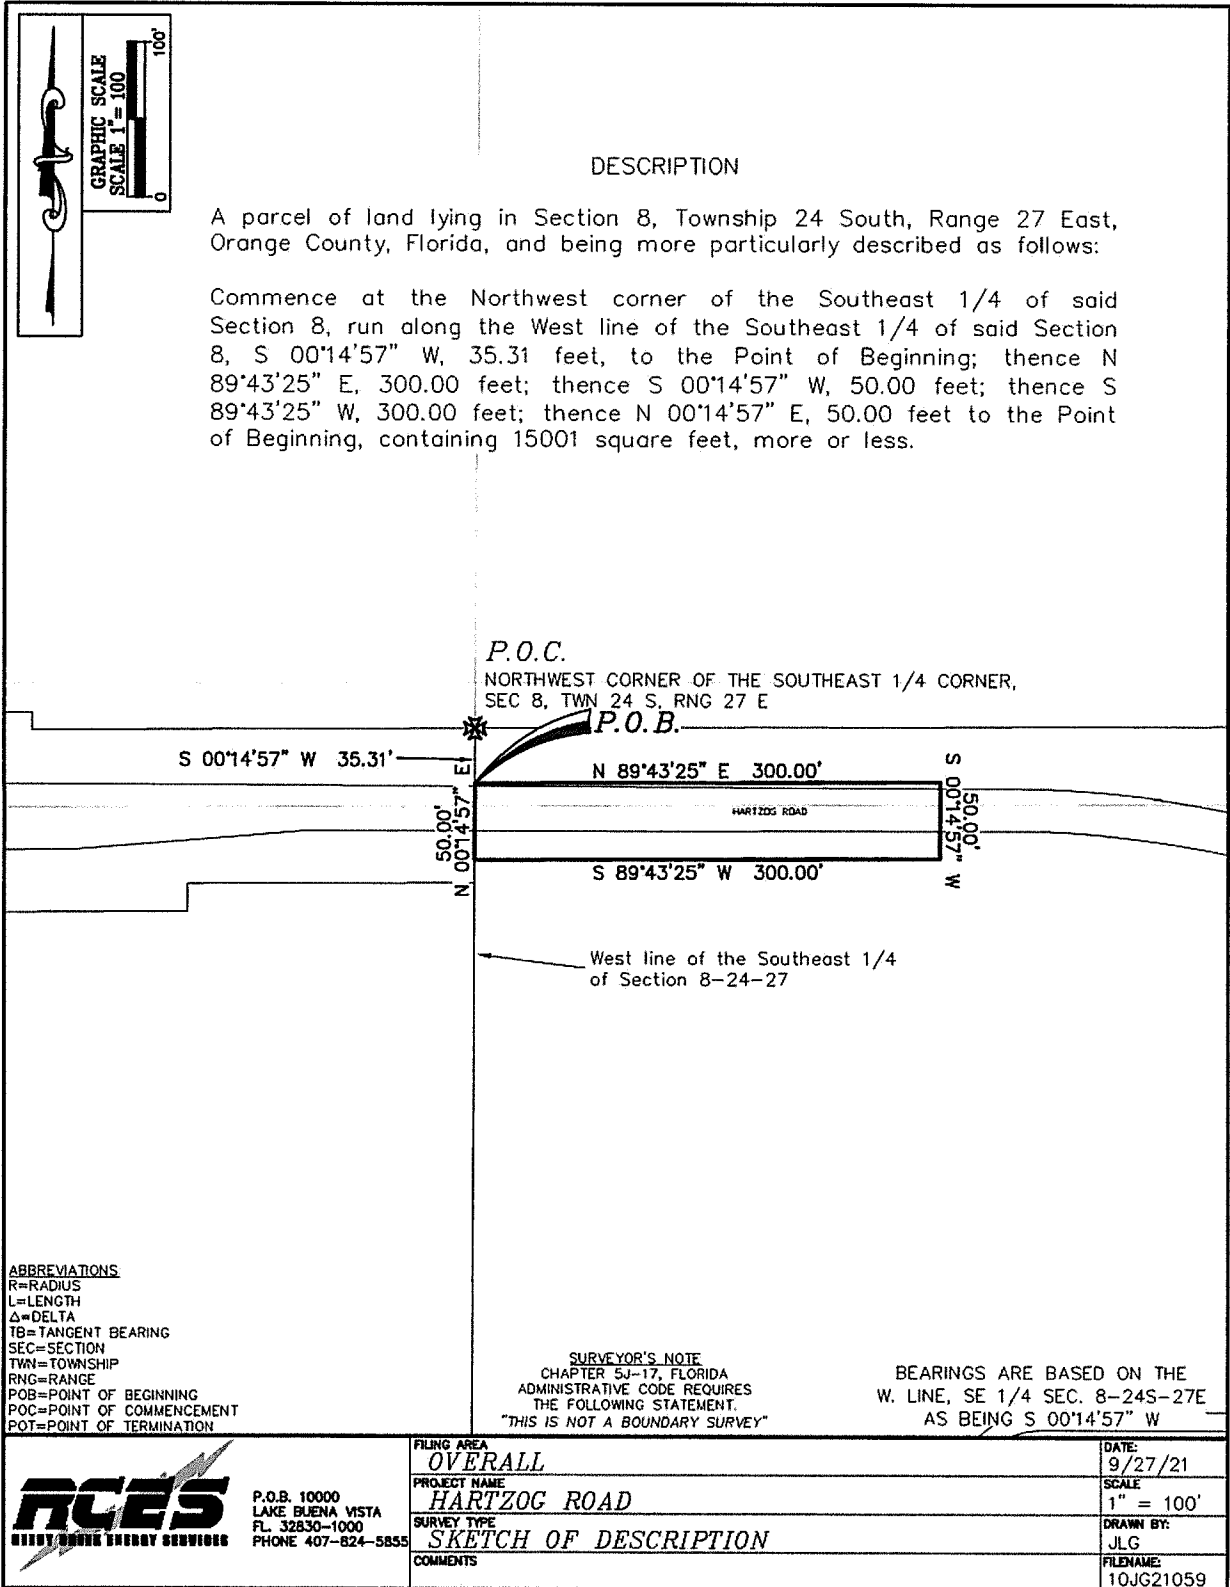 GRAPHIC SCALE
SCALE 1"= 100
0
100'
DESCRIPTION
A parcel of land lying in Section 8, Township 24 South, Range 27 East,
Orange County, Florida, and being more particularly described as follows:
Commence at the Northwest corner of the Southeast 1/4 of said
Section 8, run along the West line of the Southeast 1/4 of said Section
8, S 00°14'57" W, 35.31 feet, to the Point of Beginning; thence N
89°43'25" E, 300.00 feet; thence S 00°14'57" W, 50.00 feet; thence S
89°43'25" W, 300.00 feet; thence N 00°14'57" E, 50.00 feet to the Point
of Beginning, containing 15001 square feet, more or less.
P.O.C.
NORTHWEST CORNER OF THE SOUTHEAST 1/4 CORNER,
SEC 8, TWN 24 S, RNG 27 E
P.O.B.
S 00°14'57" W 35.31'
N 89°43'25" E 300.00'
HARTZOG ROAD
50.00'
N 00°14'57" E
S 00°14'57" W
50.00'
S 89°43'25" W 300.00'
West line of the Southeast 1/4
of Section 8-24-27
ABBREVIATIONS
R=RADIUS
L=LENGTH
Δ=DELTA
TB=TANGENT BEARING
SEC=SECTION
TWN=TOWNSHIP
RNG=RANGE
POB=POINT OF BEGINNING
POC=POINT OF COMMENCEMENT
POT=POINT OF TERMINATION
SURVEYOR'S NOTE
CHAPTER 5J-17, FLORIDA
ADMINISTRATIVE CODE REQUIRES
THE FOLLOWING STATEMENT.
"THIS IS NOT A BOUNDARY SURVEY"
BEARINGS ARE BASED ON THE
W. LINE, SE 1/4 SEC. 8-24S-27E
AS BEING S 00°14'57" W
RCES
REEDY CREEK ENERGY SERVICES
P.O.B. 10000
LAKE BUENA VISTA
FL. 32830-1000
PHONE 407-824-5855
FILING AREA
OVERALL
PROJECT NAME
HARTZOG ROAD
SURVEY TYPE
SKETCH OF DESCRIPTION
COMMENTS
DATE:
9/27/21
SCALE
1" = 100'
DRAWN BY:
JLG
FILENAME:
10JG21059